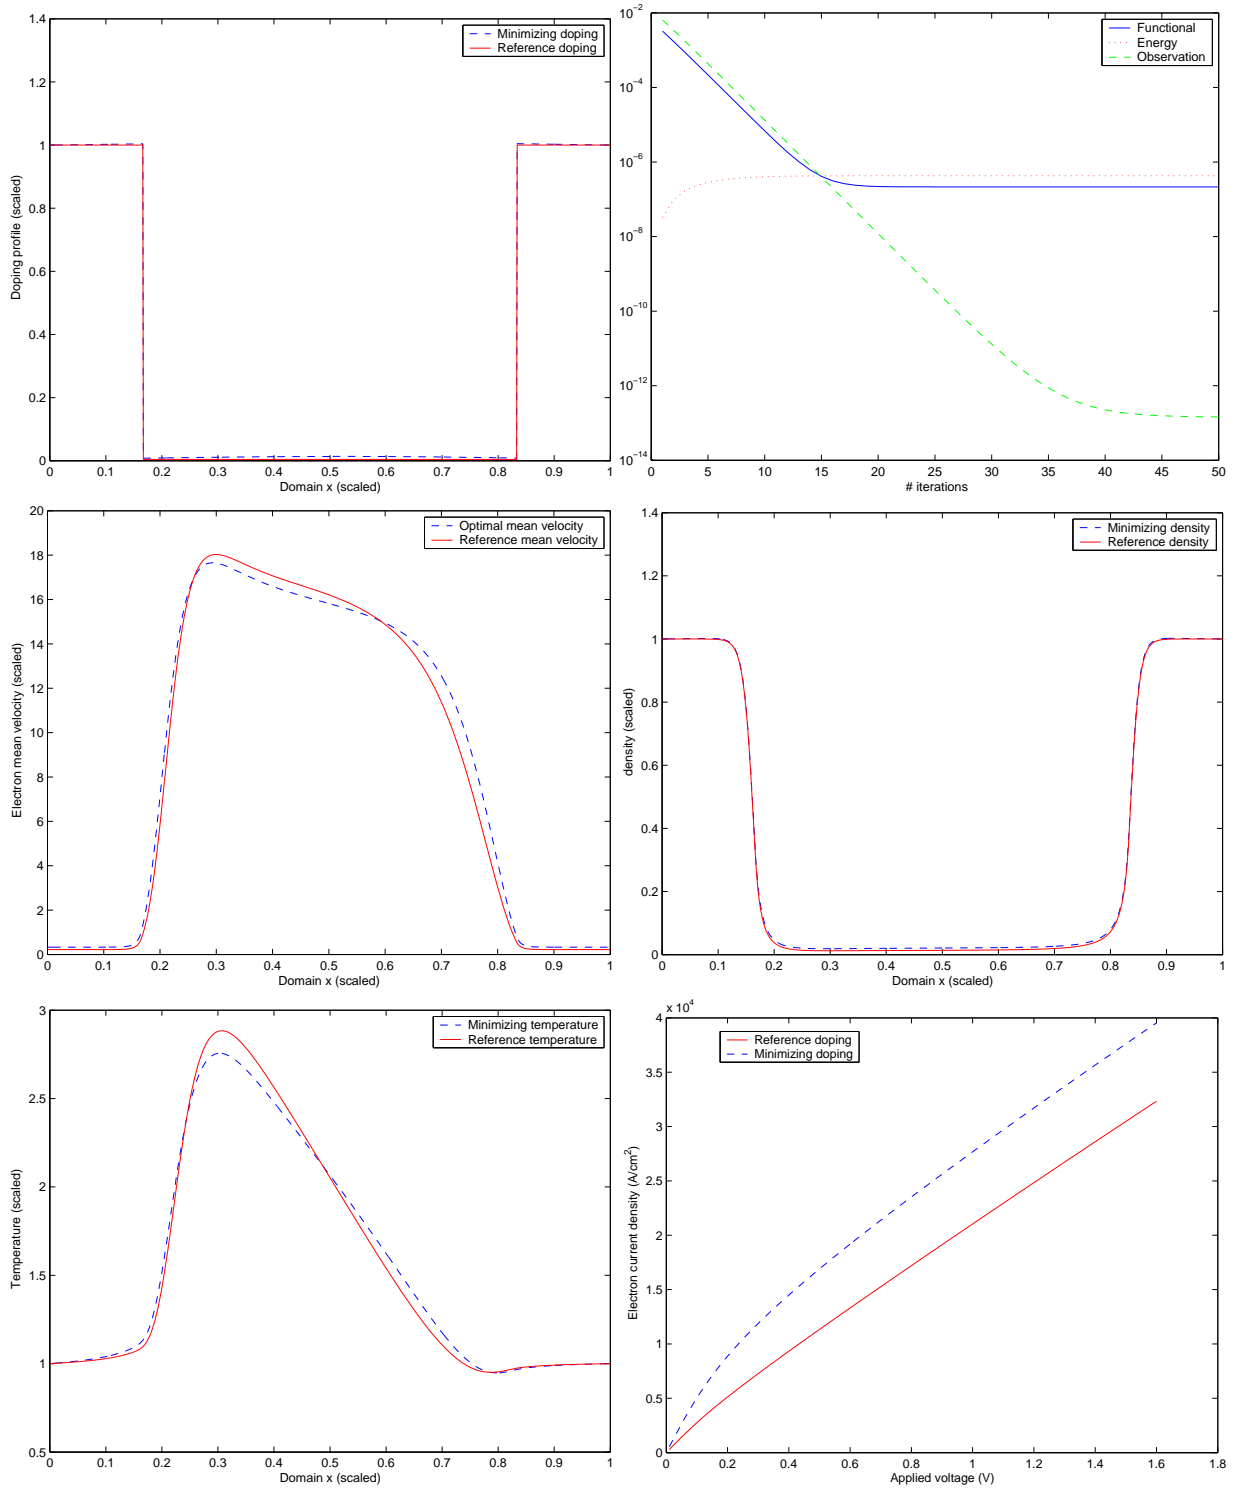 Minimizing doping
Reference doping
1.4
1.2
1
0.8
0.6
0.4
0.2
0
Doping profile (scaled)
0 0.1 0.2 0.3 0.4 0.5 0.6 0.7 0.8 0.9 1
Domain x (scaled)
Functional
Energy
Observation
10^−2
10^−4
10^−6
10^−8
10^−10
10^−12
10^−14
0 5 10 15 20 25 30 35 40 45 50
# iterations
Optimal mean velocity
Reference mean velocity
20
18
16
14
12
10
8
6
4
2
0
Electron mean velocity (scaled)
0 0.1 0.2 0.3 0.4 0.5 0.6 0.7 0.8 0.9 1
Domain x (scaled)
Minimizing density
Reference density
1.4
1.2
1
0.8
0.6
0.4
0.2
0
density (scaled)
0 0.1 0.2 0.3 0.4 0.5 0.6 0.7 0.8 0.9 1
Domain x (scaled)
Minimizing temperature
Reference temperature
3
2.5
2
1.5
1
0.5
Temperature (scaled)
0 0.1 0.2 0.3 0.4 0.5 0.6 0.7 0.8 0.9 1
Domain x (scaled)
x 10^4
Reference doping
Minimizing doping
4
3.5
3
2.5
2
1.5
1
0.5
0
Electron current density (A/cm^2)
0 0.2 0.4 0.6 0.8 1 1.2 1.4 1.6 1.8
Applied voltage (V)